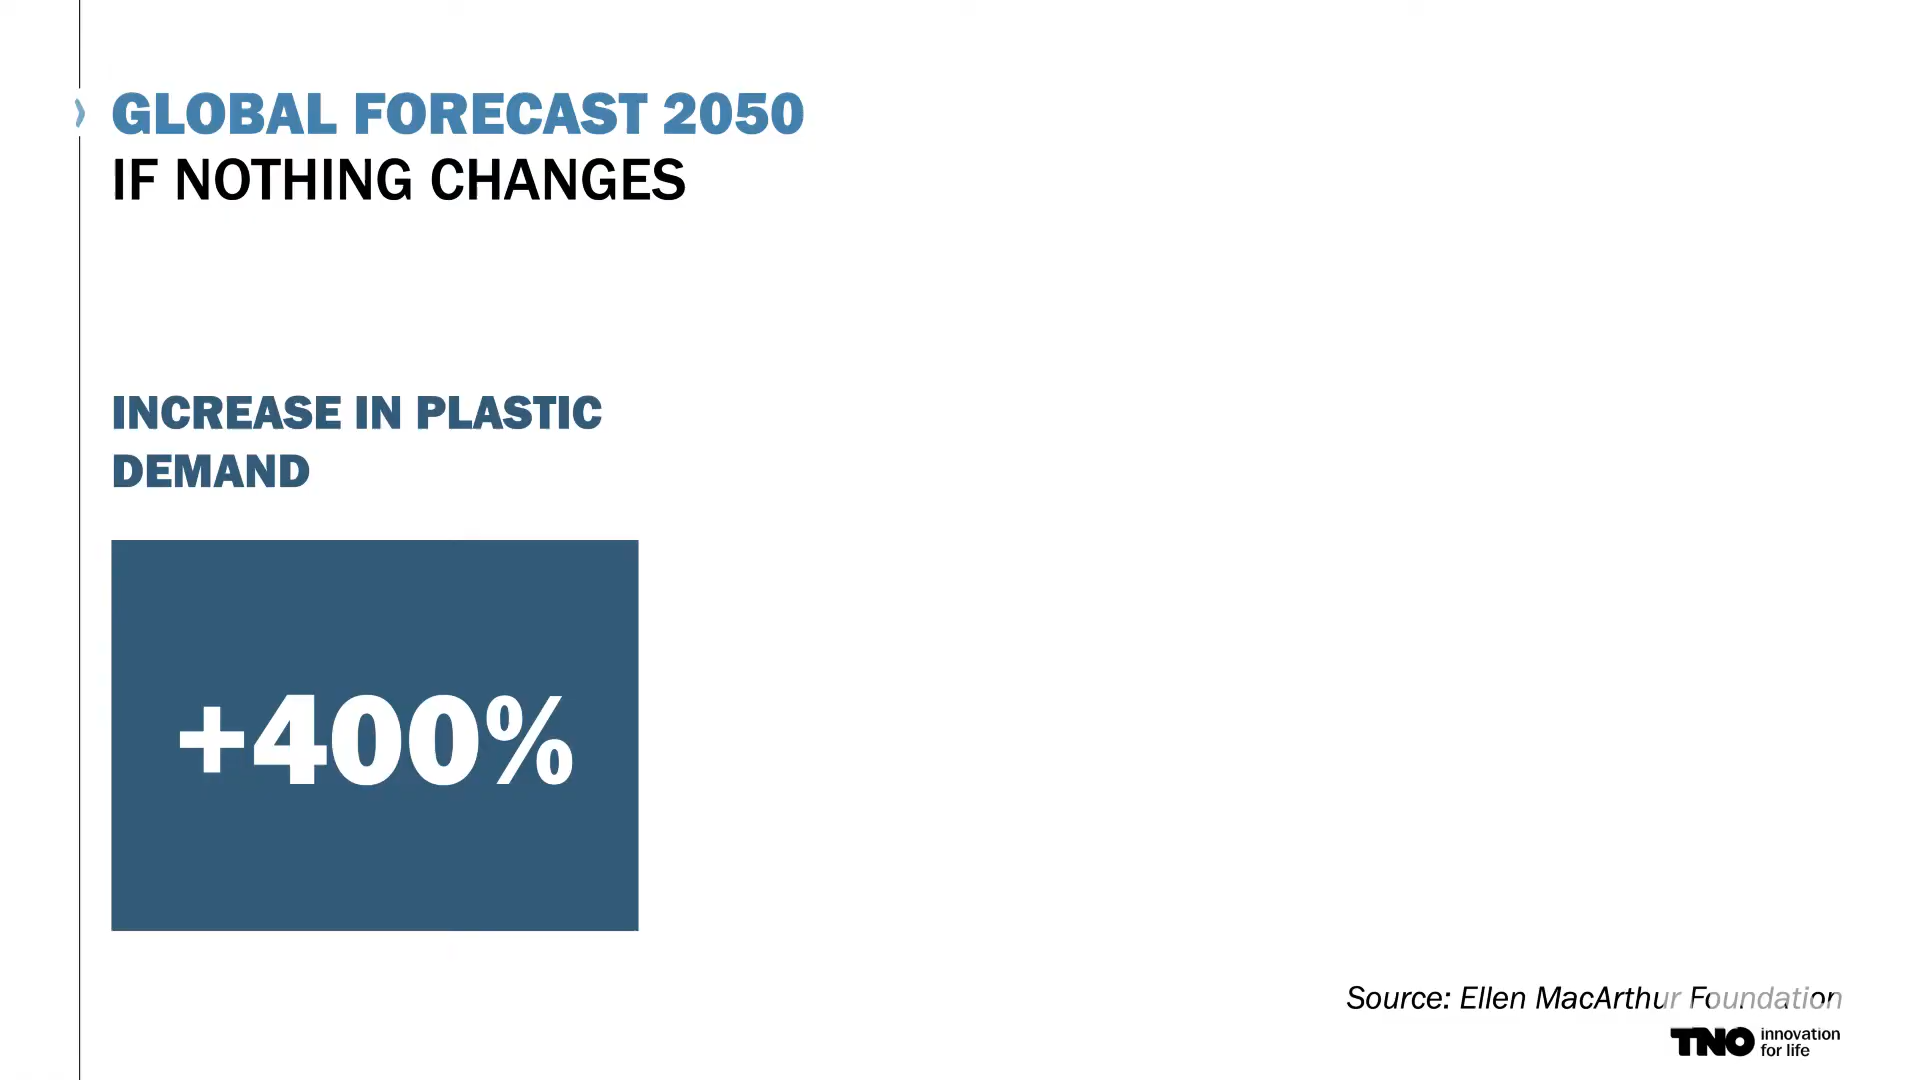 GLOBAL FORECAST 2050
IF NOTHING CHANGES
INCREASE IN PLASTIC
DEMAND
+400%
Source: Ellen MacArthur Foundation
TNO innovation
for life